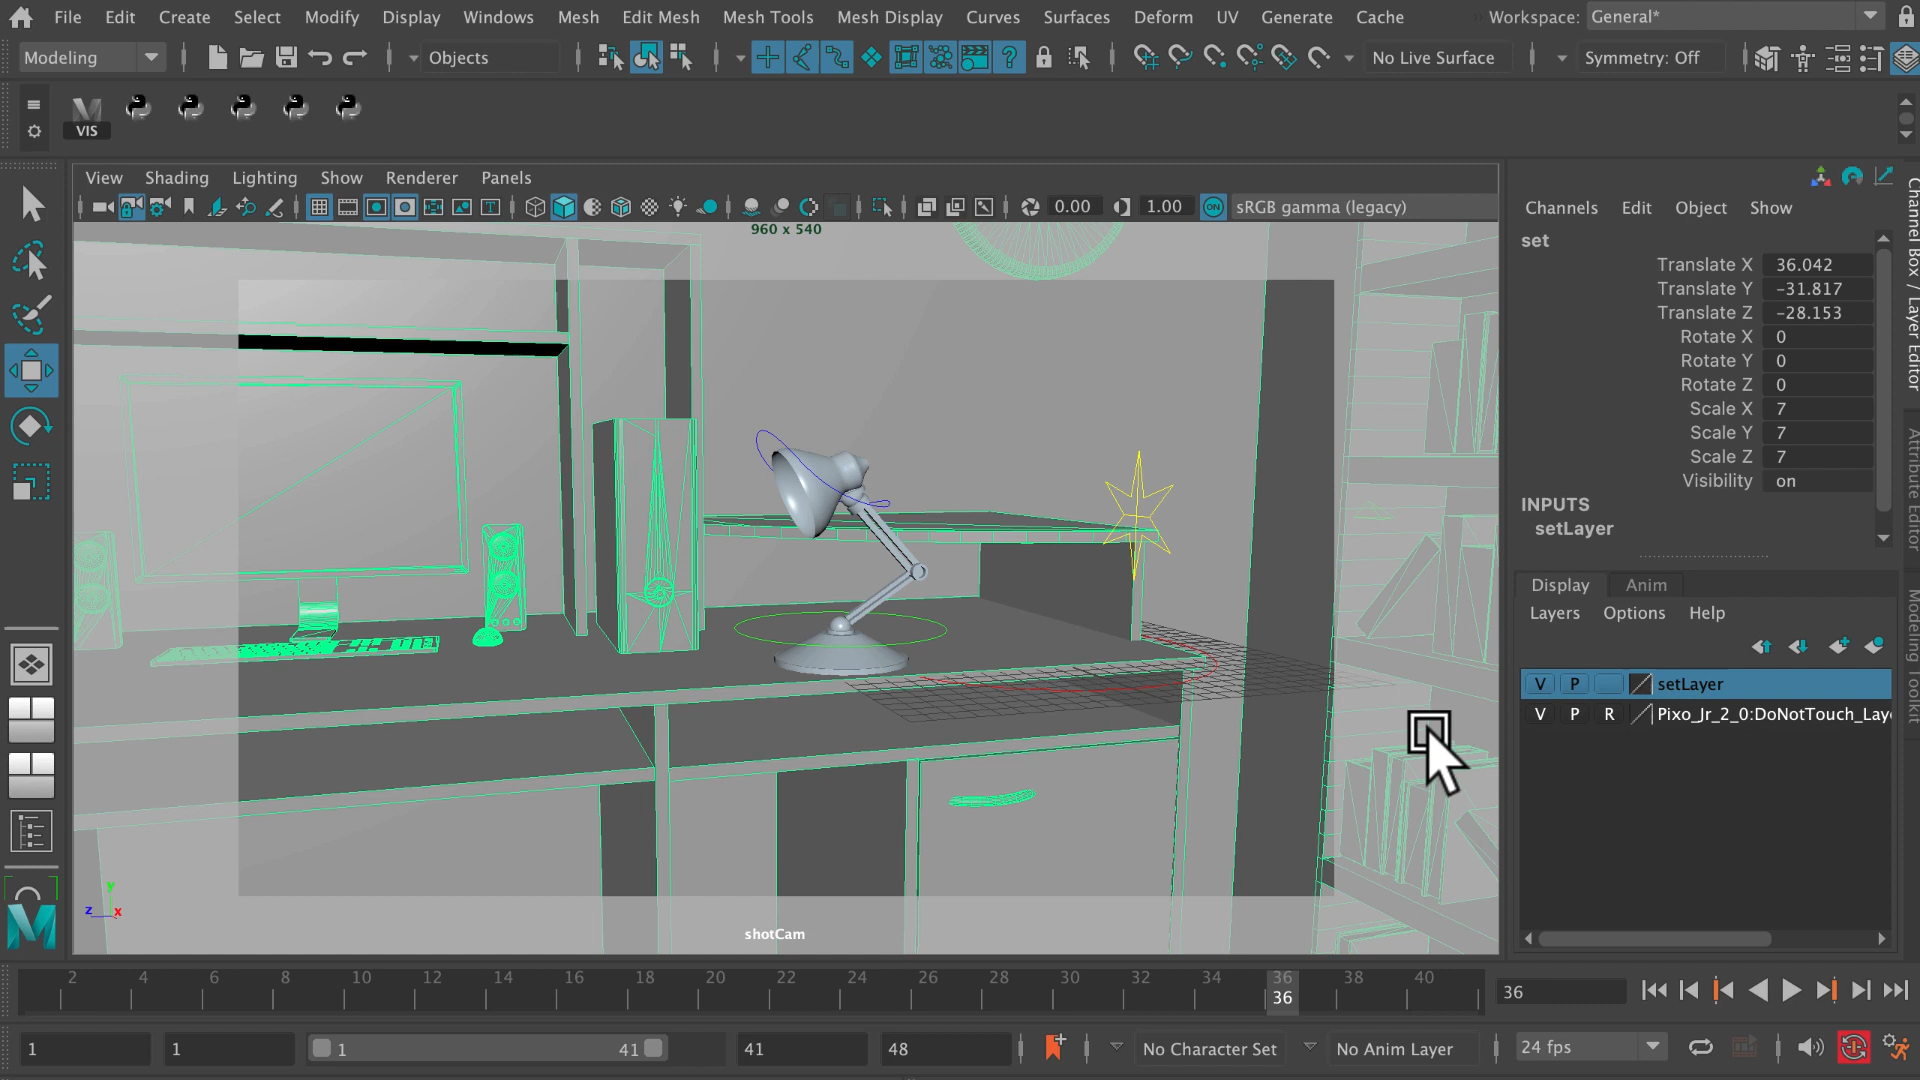 File Edit Create Select Modify Display Windows Mesh Edit Mesh Mesh Tools Mesh Display Curves Surfaces Deform UV Generate Cache Workspace: General*
Modeling Objects No Live Surface Symmetry: Off
VIS
View Shading Lighting Show Renderer Panels
0.00 1.00 ON sRGB gamma (legacy)
960 x 540
shotCam
y
z x
Channels Edit Object Show
set
Translate X 36.042
Translate Y -31.817
Translate Z -28.153
Rotate X 0
Rotate Y 0
Rotate Z 0
Scale X 7
Scale Y 7
Scale Z 7
Visibility on
INPUTS
setLayer
Display Anim
Layers Options Help
V P setLayer
V P R Pixo_Jr_2_0:DoNotTouch_Lay
Channel Box / Layer Editor
Attribute Editor
Modeling Toolkit
2 4 6 8 10 12 14 16 18 20 22 24 26 28 30 32 34 36 38 40
36 36
1 1 1 41 41 48 No Character Set No Anim Layer 24 fps